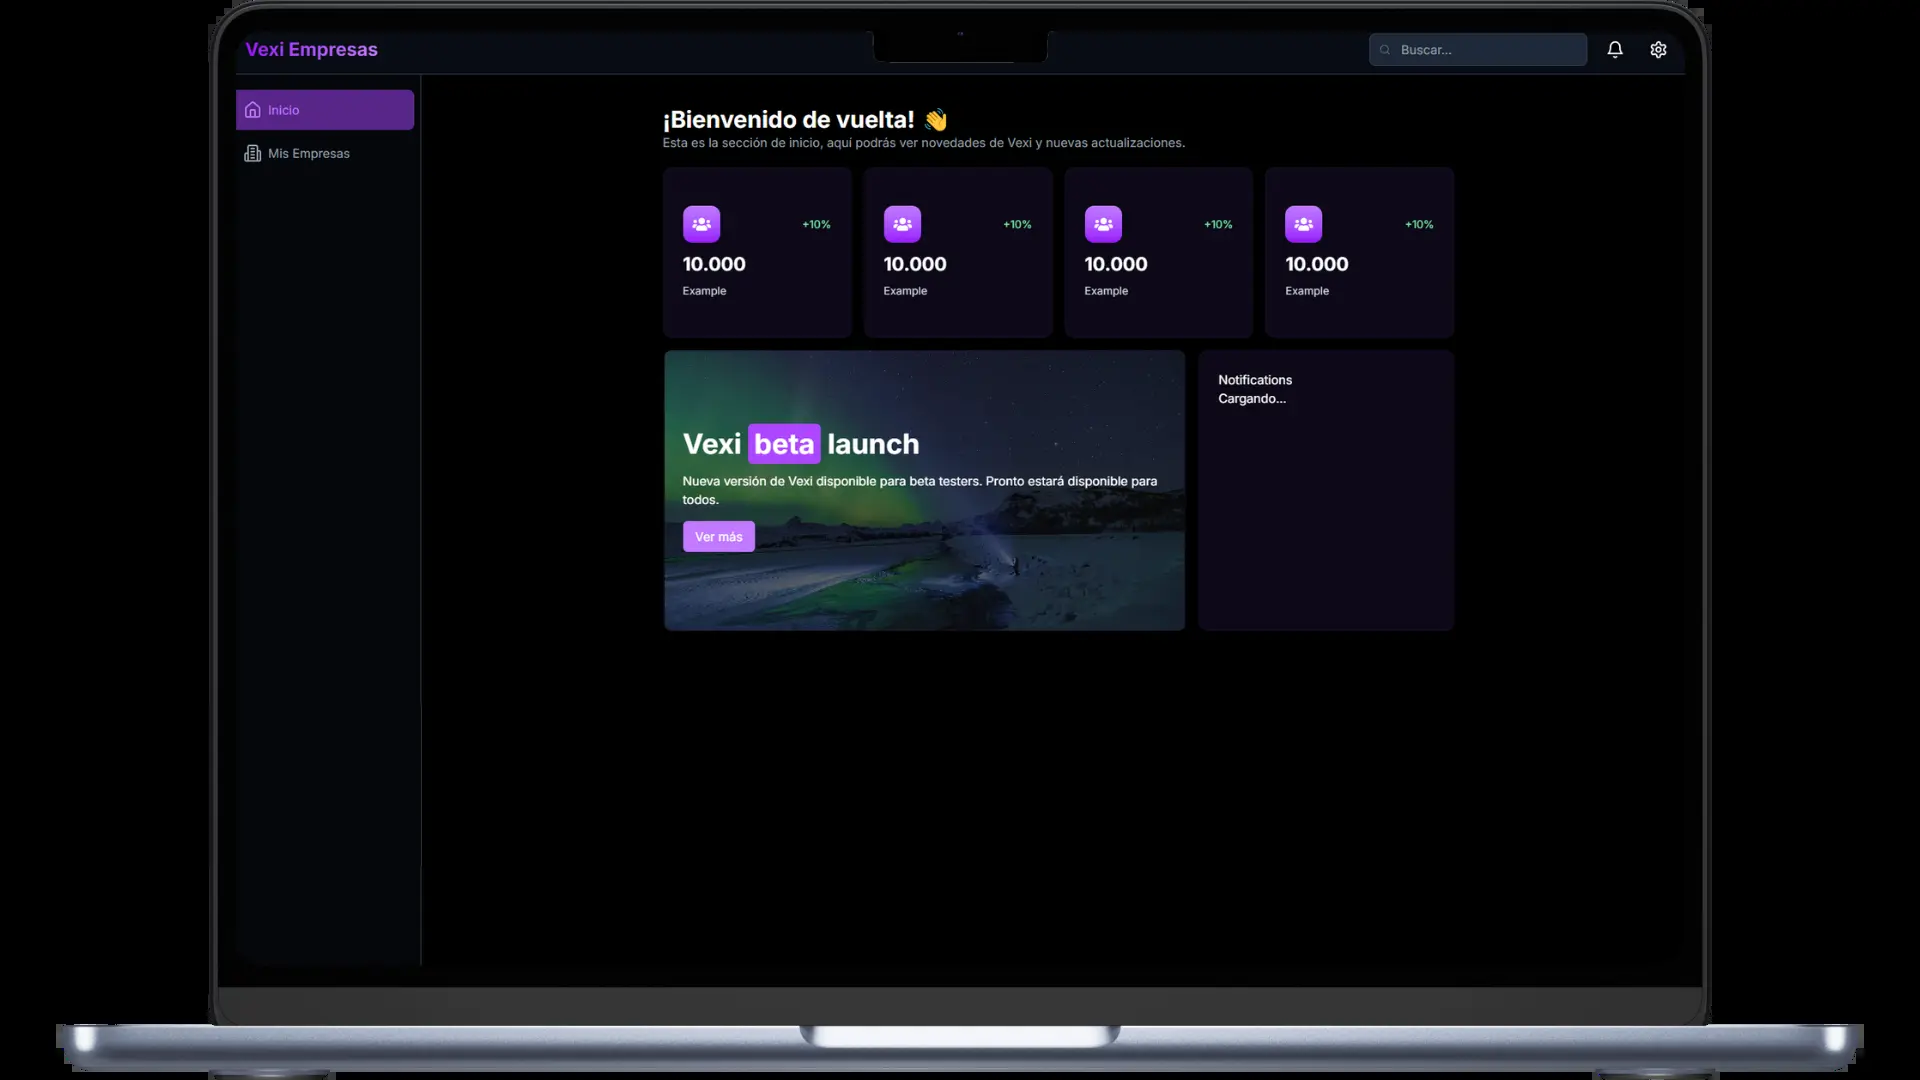 Vexi Empresas
Buscar...
Inicio
Mis Empresas
¡Bienvenido de vuelta! 👋
Esta es la sección de inicio, aquí podrás ver novedades de Vexi y nuevas actualizaciones.
+10%
10.000
Example
+10%
10.000
Example
+10%
10.000
Example
+10%
10.000
Example
Vexi beta launch
Nueva versión de Vexi disponible para beta testers. Pronto estará disponible para
todos.
Ver más
Notifications
Cargando...